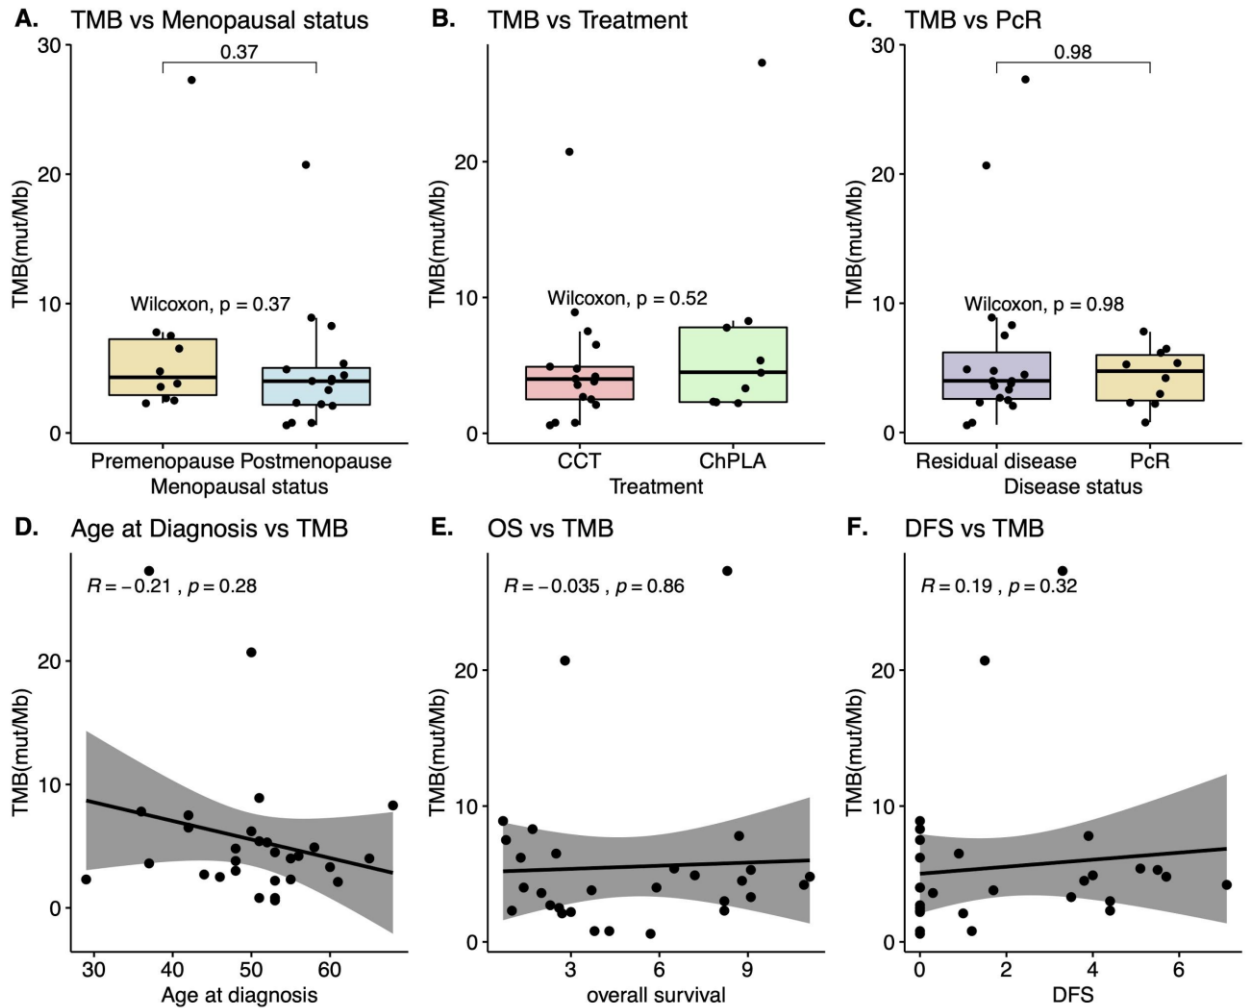 A. TMB vs Menopausal status
30
0.37
20
10
0
TMB(mut/Mb)
Wilcoxon, p = 0.37
Premenopause Postmenopause
Menopausal status
B. TMB vs Treatment
20
10
0
TMB(mut/Mb)
Wilcoxon, p = 0.52
CCT ChPLA
Treatment
C. TMB vs PcR
30
0.98
20
10
0
TMB(mut/Mb)
Wilcoxon, p = 0.98
Residual disease PcR
Disease status
D. Age at Diagnosis vs TMB
R = −0.21 , p = 0.28
20
10
0
TMB(mut/Mb)
30 40 50 60
Age at diagnosis
E. OS vs TMB
R = −0.035 , p = 0.86
20
10
0
TMB(mut/Mb)
3 6 9
overall survival
F. DFS vs TMB
R = 0.19 , p = 0.32
20
10
0
TMB(mut/Mb)
0 2 4 6
DFS